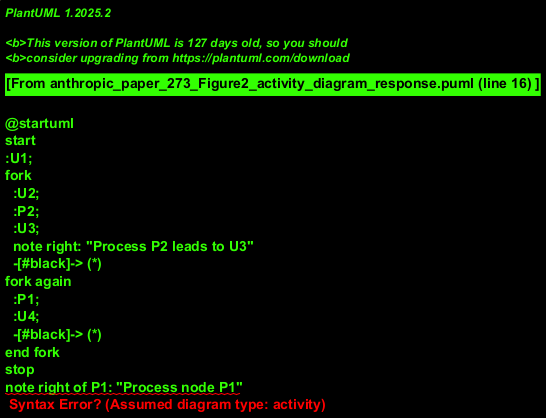 PlantUML 1.2025.2
<b>This version of PlantUML is 127 days old, so you should
<b>consider upgrading from https://plantuml.com/download
[From anthropic_paper_273_Figure2_activity_diagram_response.puml (line 16) ]
@startuml
start
:U1;
fork
:U2;
:P2;
:U3;
note right: "Process P2 leads to U3"
-[#black]-> (*)
fork again
:P1;
:U4;
-[#black]-> (*)
end fork
stop
note right of P1: "Process node P1"
Syntax Error? (Assumed diagram type: activity)